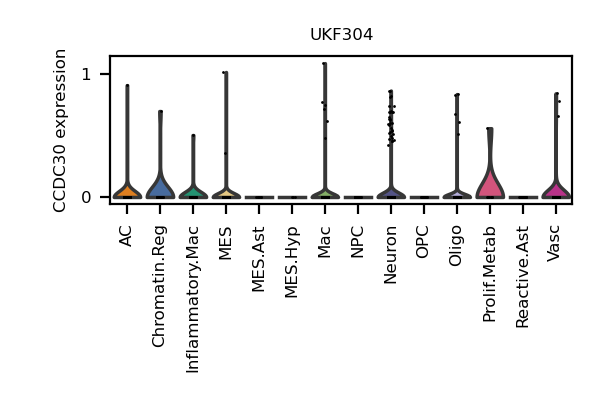 UKF304
CCDC30 expression
1
0
AC
Chromatin.Reg
Inflammatory.Mac
MES
MES.Ast
MES.Hyp
Mac
NPC
Neuron
OPC
Oligo
Prolif.Metab
Reactive.Ast
Vasc